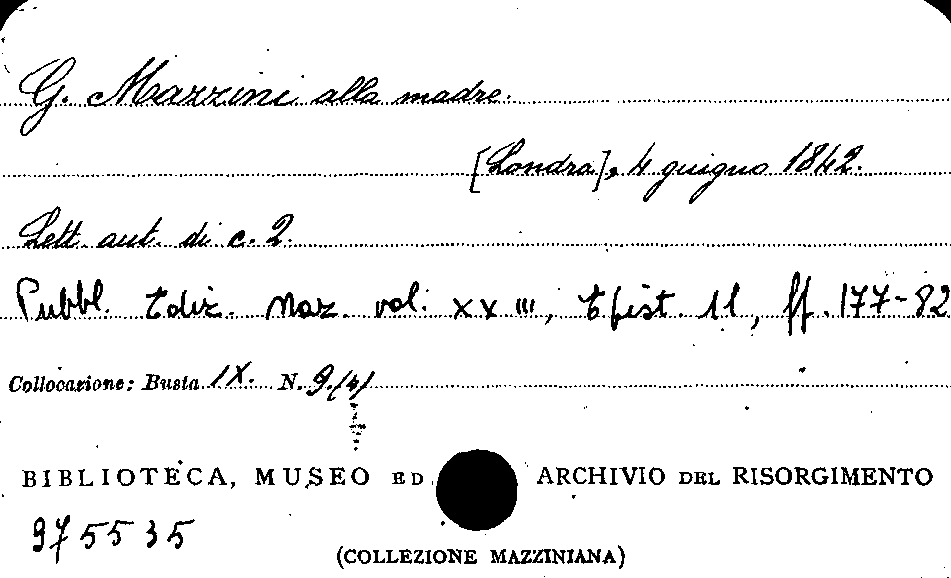 G. Mazzini alla madre.
[Londra], 4 giugno 1842.
Lett. aut. di c. 2.
Pubbl. Ediz. Naz. vol. XXIII, Epist. 11, pp. 177-82
Collocazione: Busta IX. N. 9/(4)
BIBLIOTECA, MUSEO ED ARCHIVIO DEL RISORGIMENTO
975535
(COLLEZIONE MAZZINIANA)